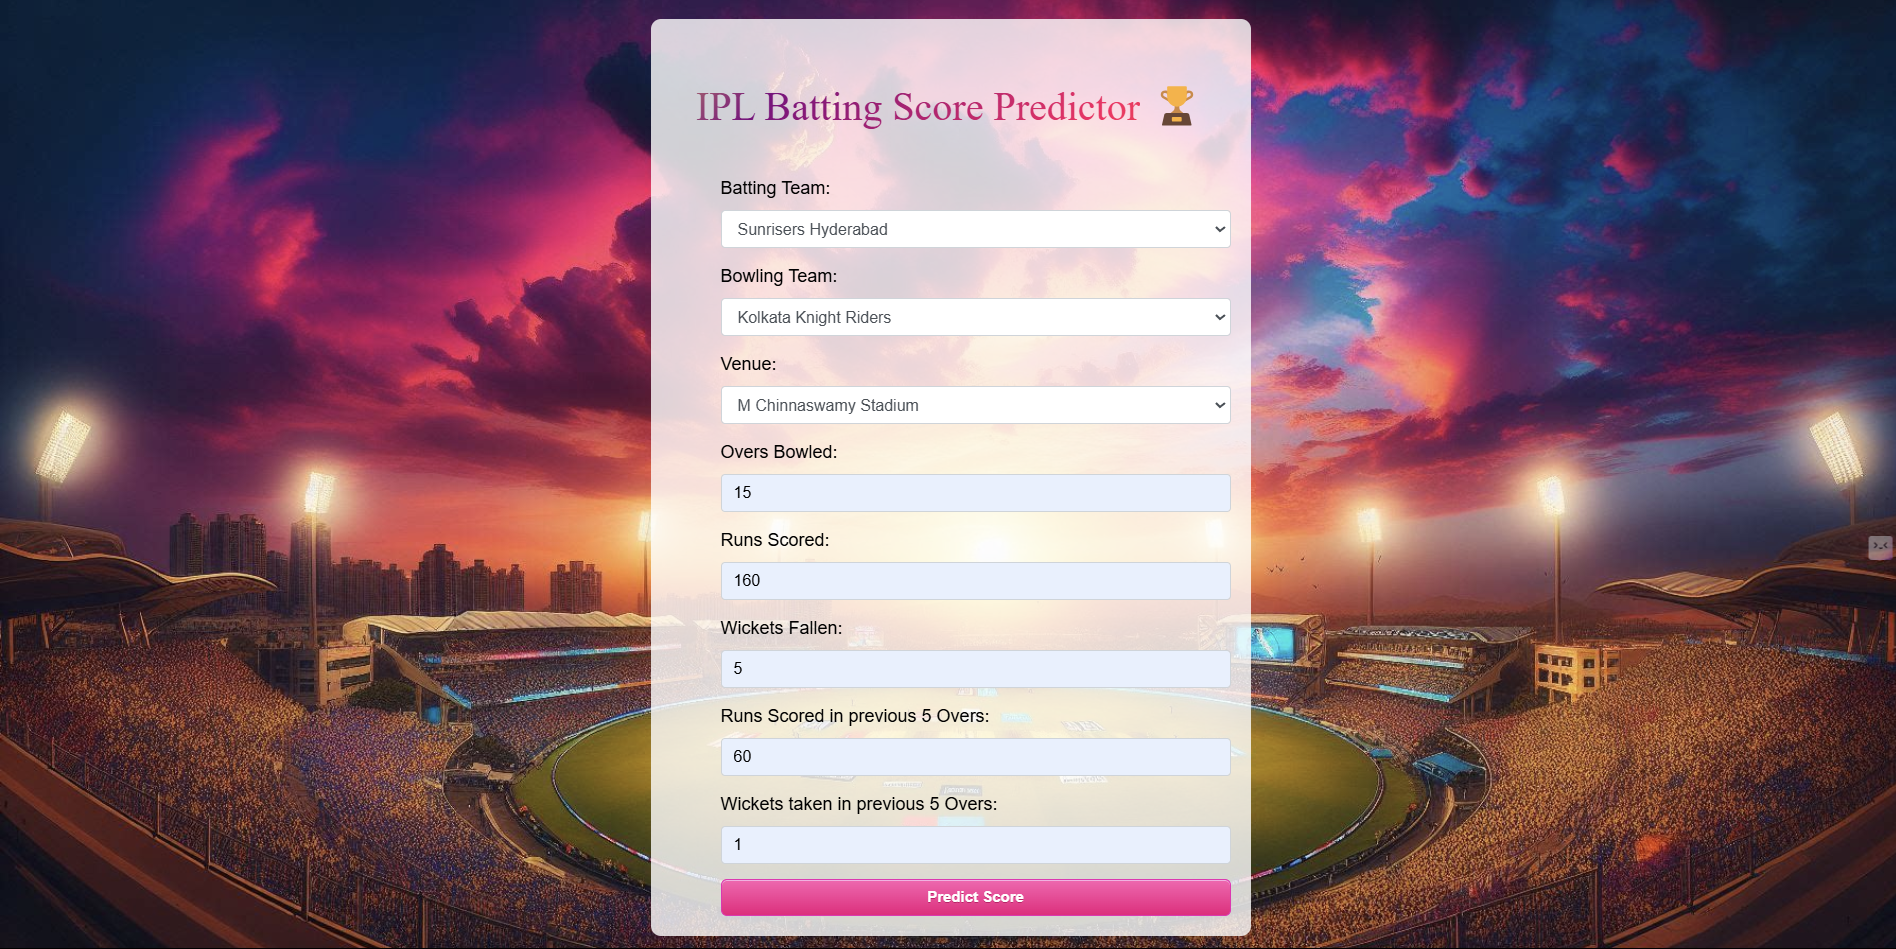 IPL Batting Score Predictor 🏆
Batting Team:
Sunrisers Hyderabad
Bowling Team:
Kolkata Knight Riders
Venue:
M Chinnaswamy Stadium
Overs Bowled:
15
Runs Scored:
160
Wickets Fallen:
5
Runs Scored in previous 5 Overs:
60
Wickets taken in previous 5 Overs:
1
Predict Score